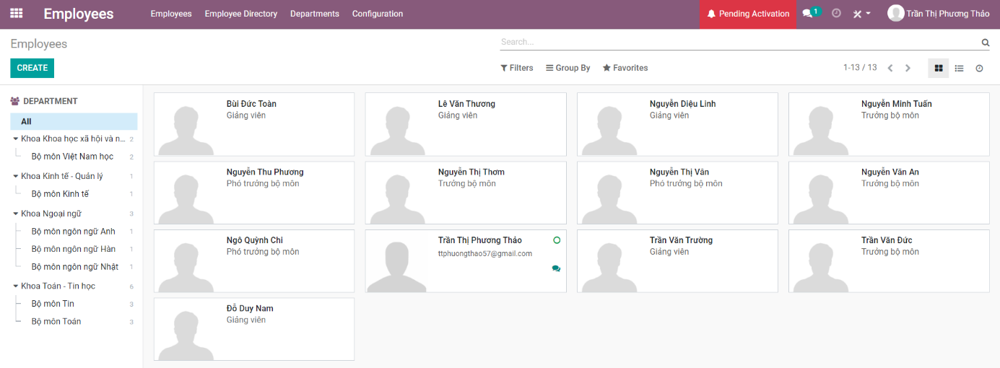 Employees Employees Employee Directory Departments Configuration Pending Activation 1 Trần Thị Phương Thảo
Employees
Search...
CREATE
Filters Group By Favorites 1-13 / 13
DEPARTMENT
All
Khoa Khoa học xã hội và n... 2
Bộ môn Việt Nam học 2
Khoa Kinh tế - Quản lý 1
Bộ môn Kinh tế 1
Khoa Ngoại ngữ 3
Bộ môn ngôn ngữ Anh 1
Bộ môn ngôn ngữ Hàn 1
Bộ môn ngôn ngữ Nhật 1
Khoa Toán - Tin học 6
Bộ môn Tin 3
Bộ môn Toán 3
Bùi Đức Toàn
Giảng viên
Lê Văn Thương
Giảng viên
Nguyễn Diệu Linh
Giảng viên
Nguyễn Minh Tuấn
Trưởng bộ môn
Nguyễn Thu Phương
Phó trưởng bộ môn
Nguyễn Thị Thơm
Trưởng bộ môn
Nguyễn Thị Vân
Phó trưởng bộ môn
Nguyễn Văn An
Trưởng bộ môn
Ngô Quỳnh Chi
Phó trưởng bộ môn
Trần Thị Phương Thảo
ttphuongthao57@gmail.com
Trần Văn Trường
Giảng viên
Trần Văn Đức
Trưởng bộ môn
Đỗ Duy Nam
Giảng viên